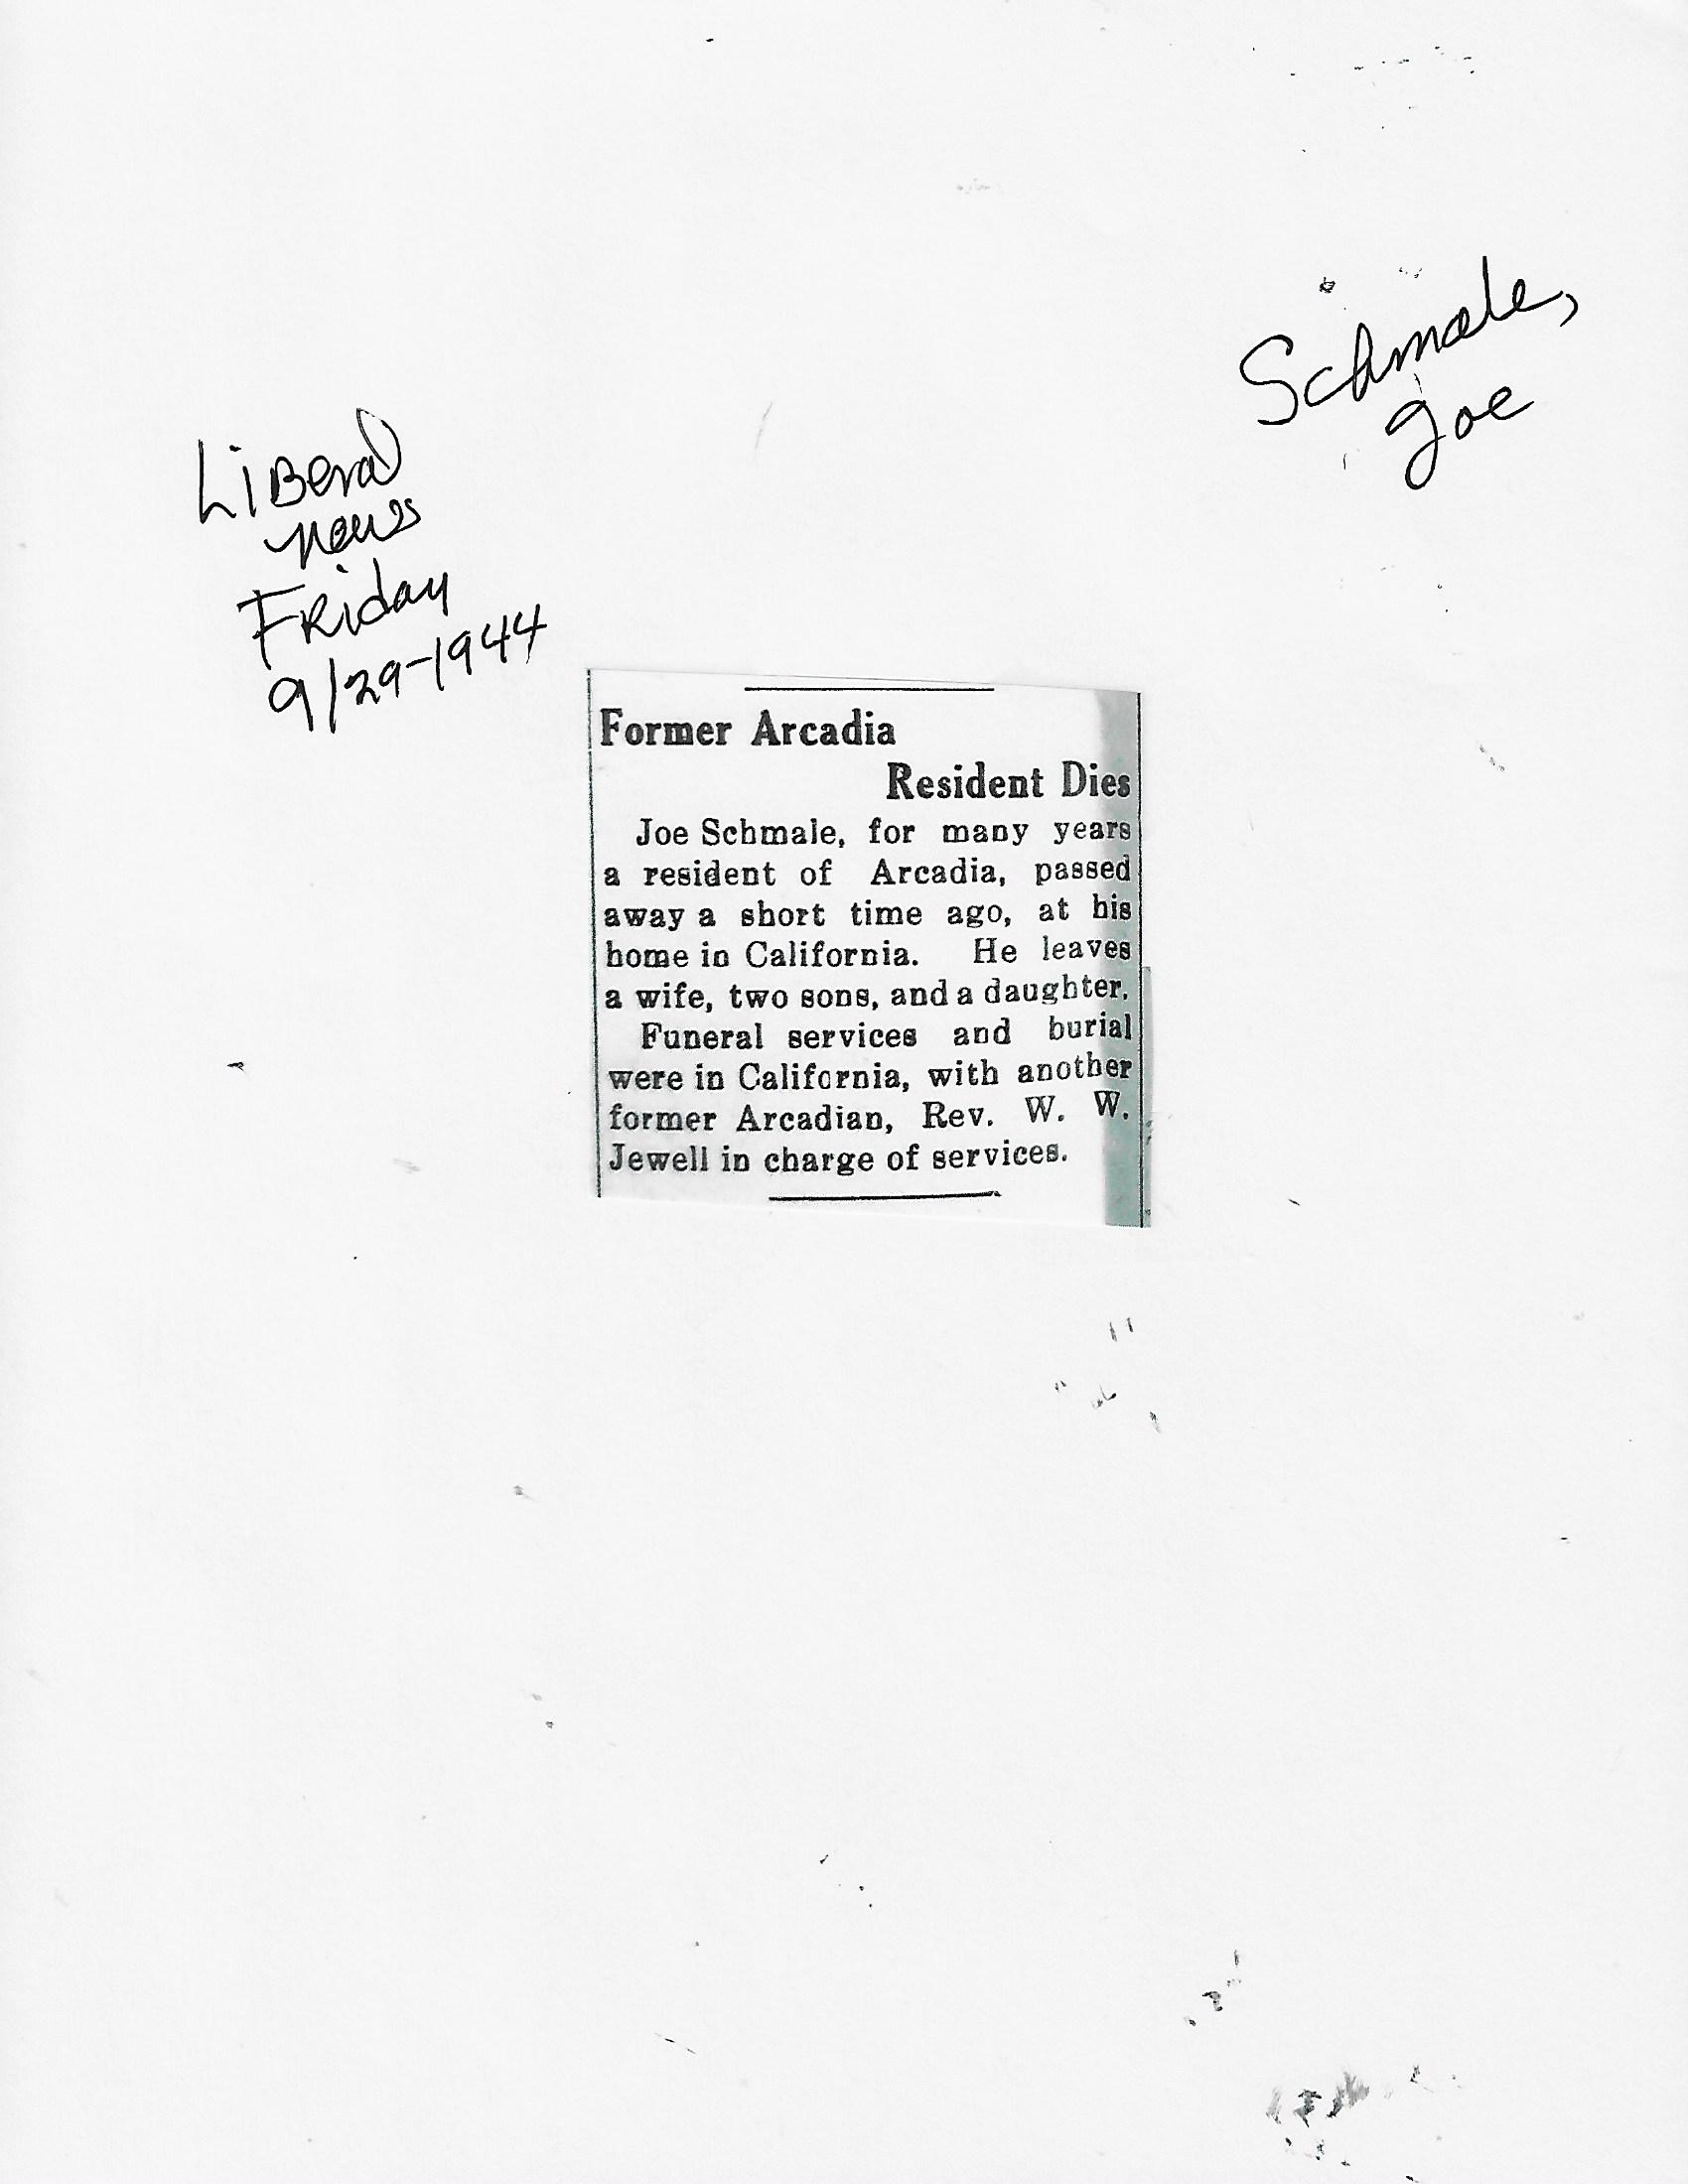 Schmale,
Joe
LiBeral
news
FRiday
9/29-1944
Former Arcadia
Resident Dies
Joe Schmale, for many years
a resident of Arcadia, passed
away a short time ago, at his
home in California. He leaves
a wife, two sons, and a daughter.
Funeral services and burial
were in California, with another
former Arcadian, Rev. W. W.
Jewell in charge of services.